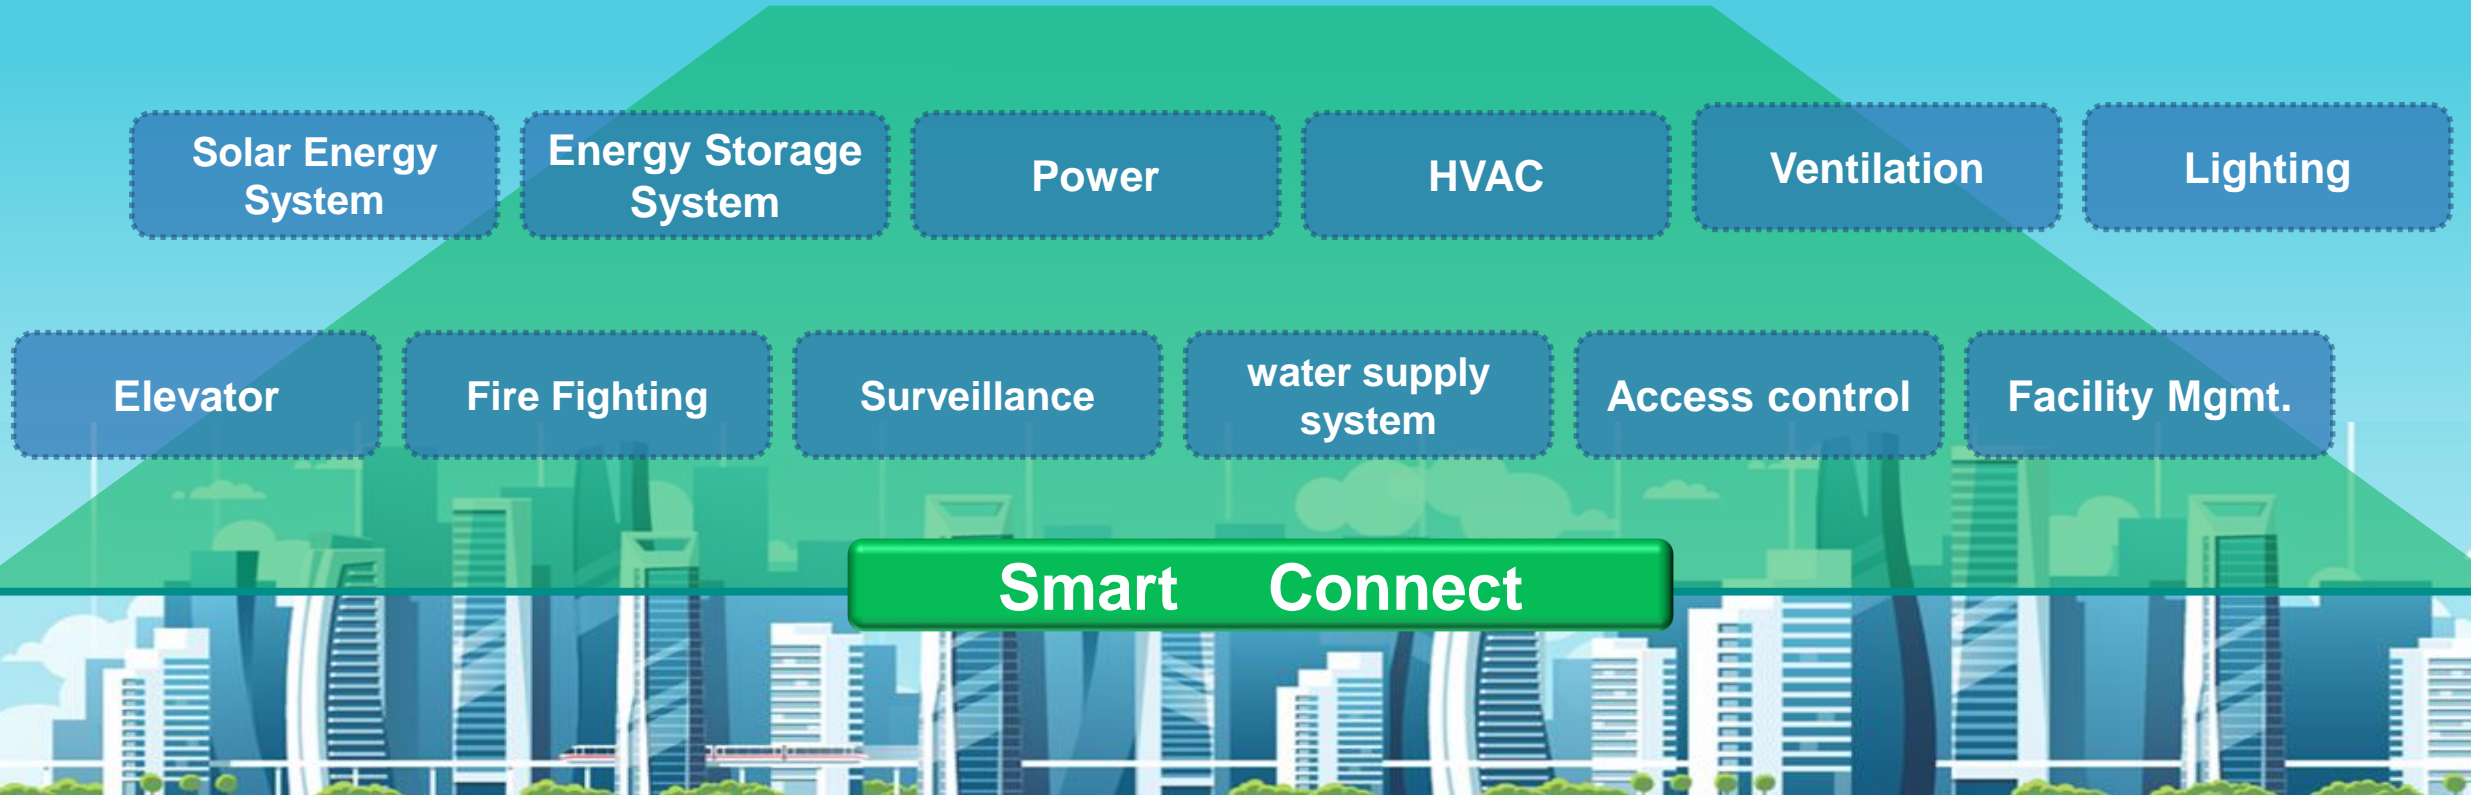 Solar Energy
System
Energy Storage
System
Power
HVAC
Ventilation
Lighting
Elevator
Fire Fighting
Surveillance
water supply
system
Access control
Facility Mgmt.
Smart Connect